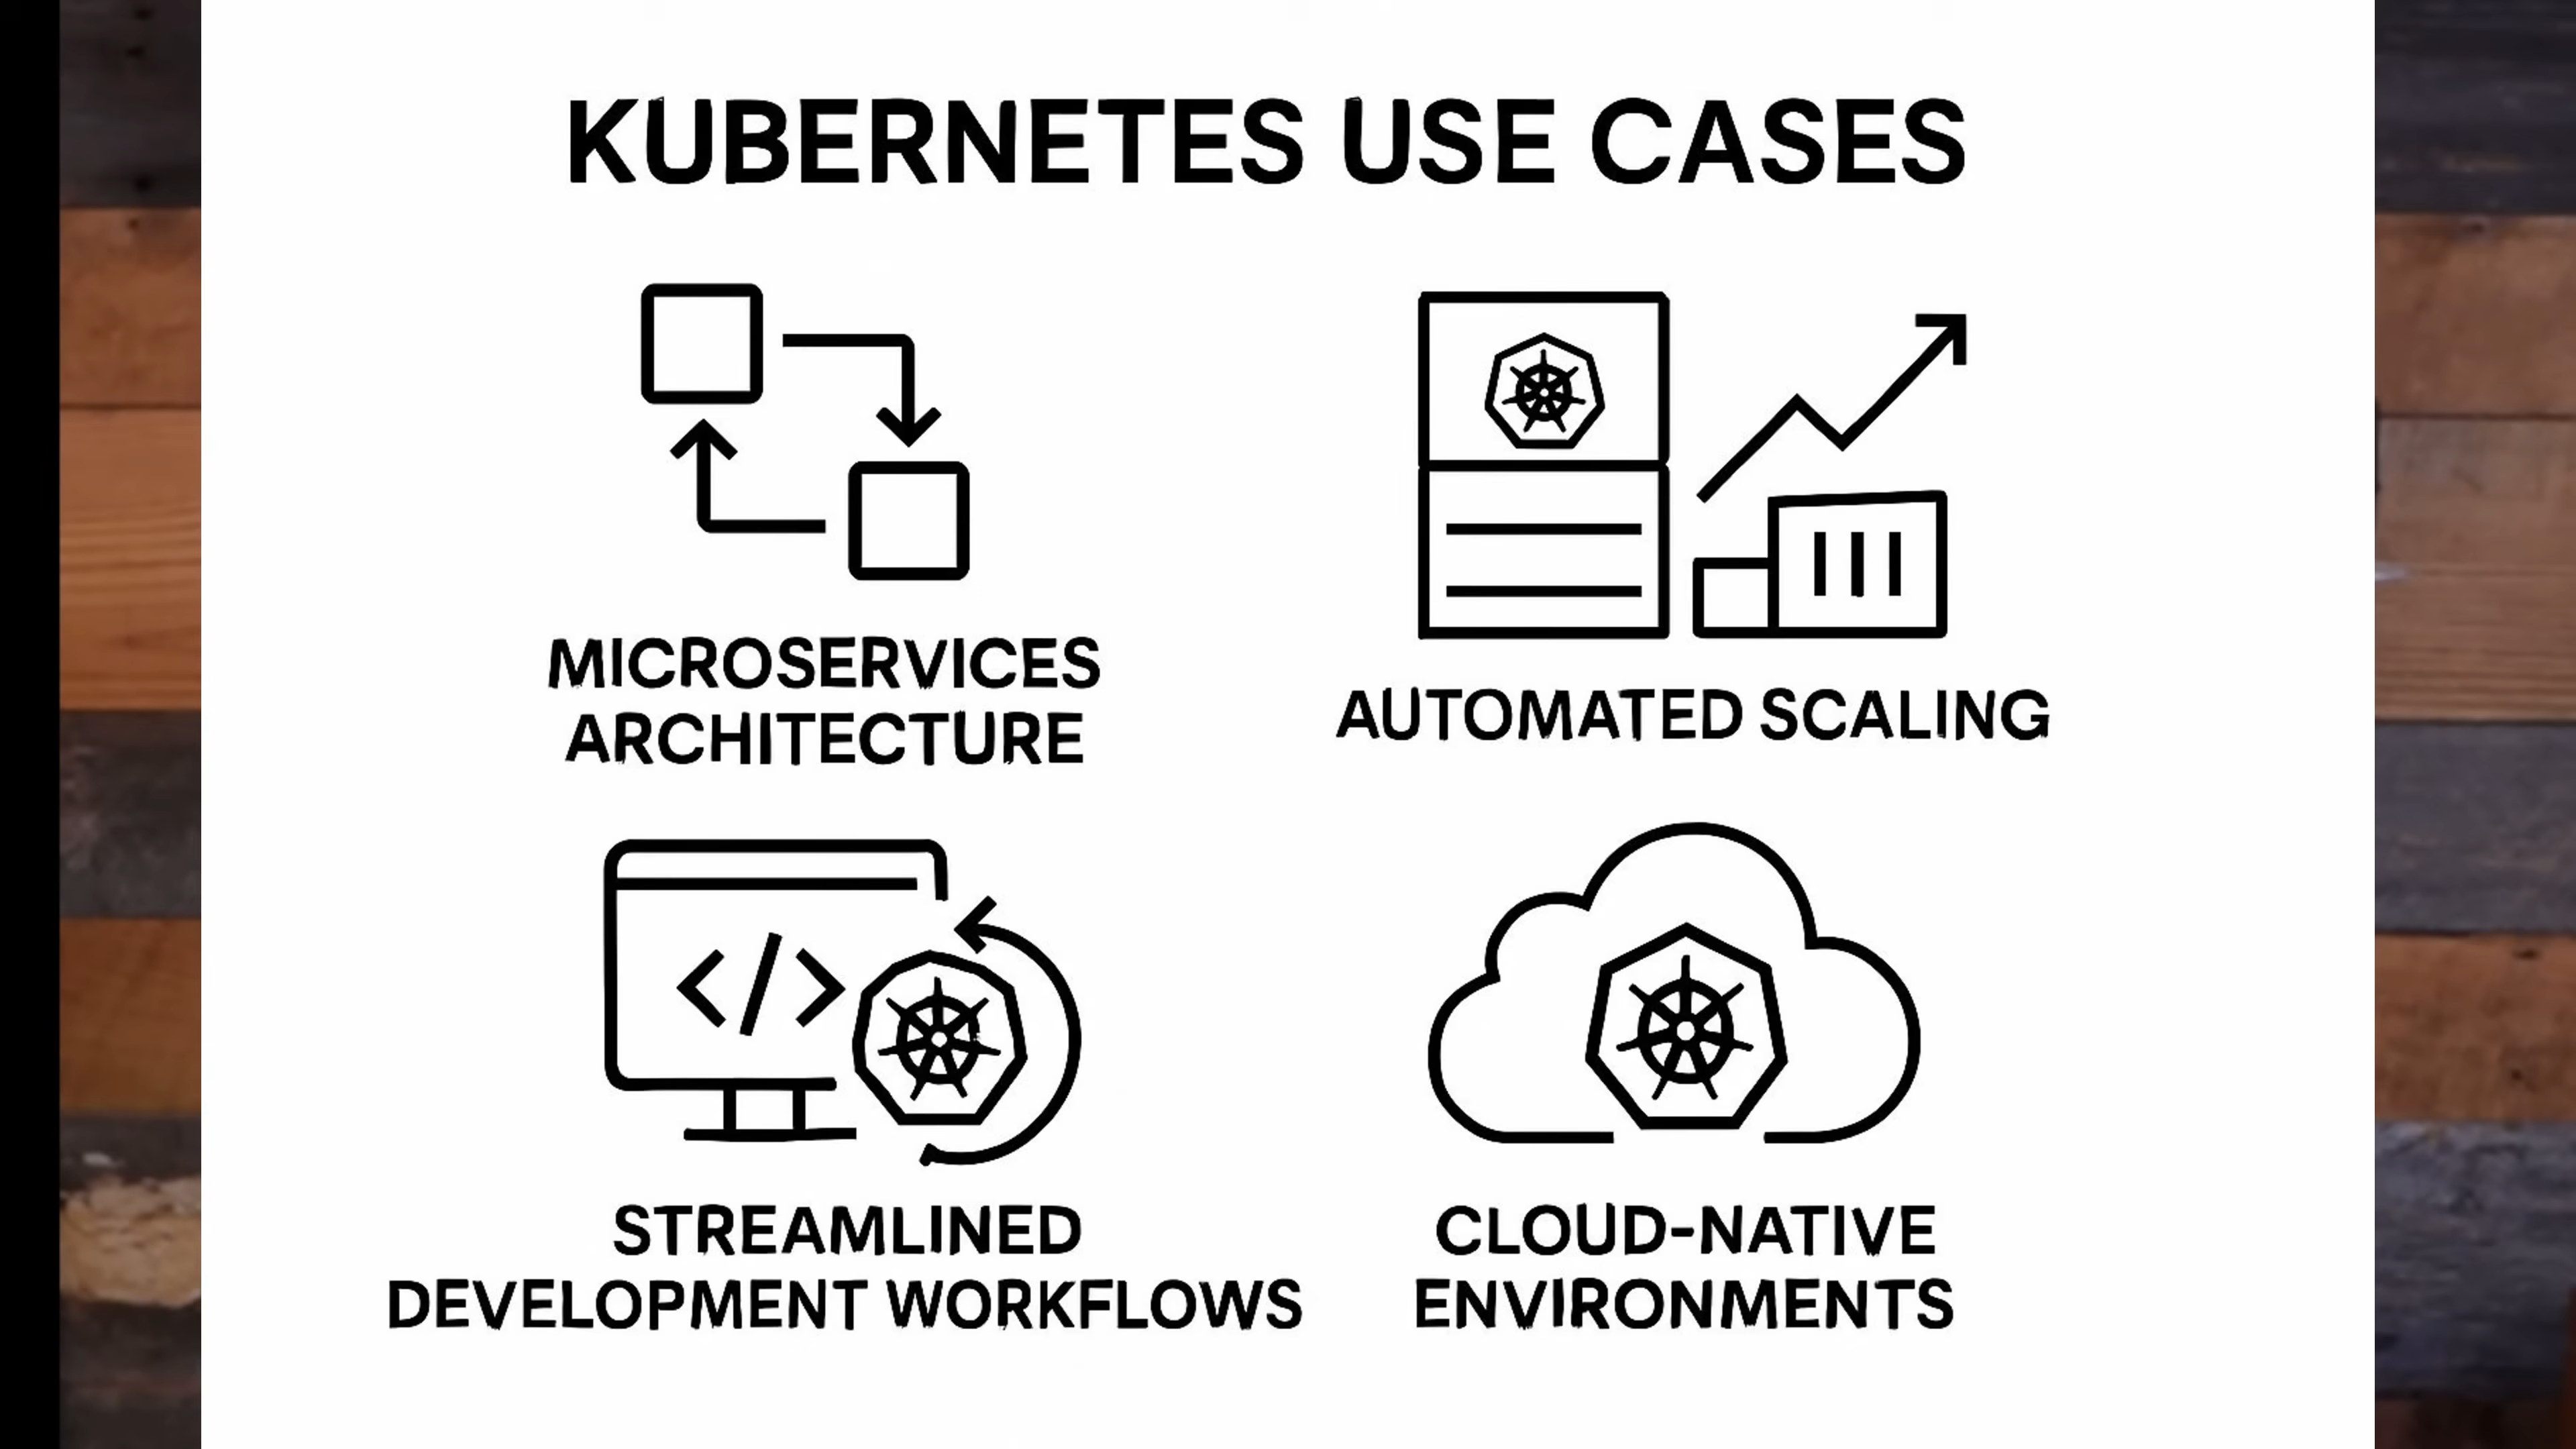 KUBERNETES USE CASES
MICROSERVICES
ARCHITECTURE
AUTOMATED SCALING
</>
STREAMLINED
DEVELOPMENT WORKFLOWS
CLOUD-NATIVE
ENVIRONMENTS